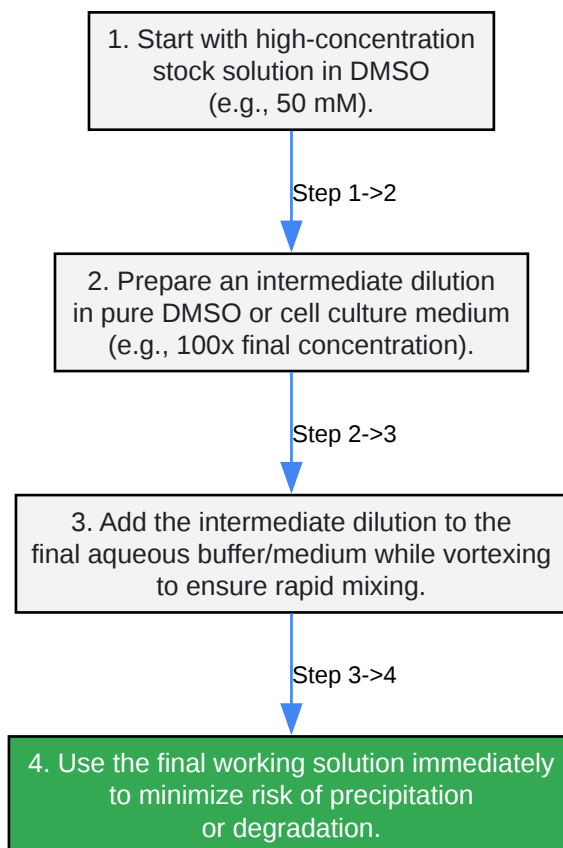 1. Start with high-concentration
stock solution in DMSO
(e.g., 50 mM).
Step 1->2
2. Prepare an intermediate dilution
in pure DMSO or cell culture medium
(e.g., 100x final concentration).
Step 2->3
3. Add the intermediate dilution to the
final aqueous buffer/medium while vortexing
to ensure rapid mixing.
Step 3->4
4. Use the final working solution immediately
to minimize risk of precipitation
or degradation.